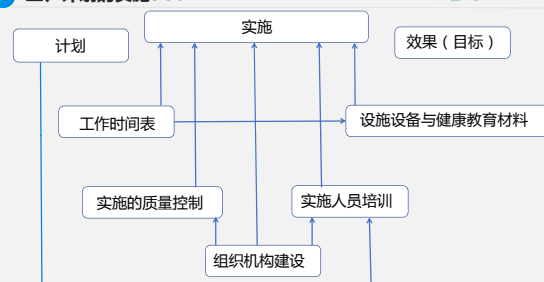 实施
计划
效果（目标）
工作时间表
设施设备与健康教育材料
实施的质量控制
实施人员培训
组织机构建设